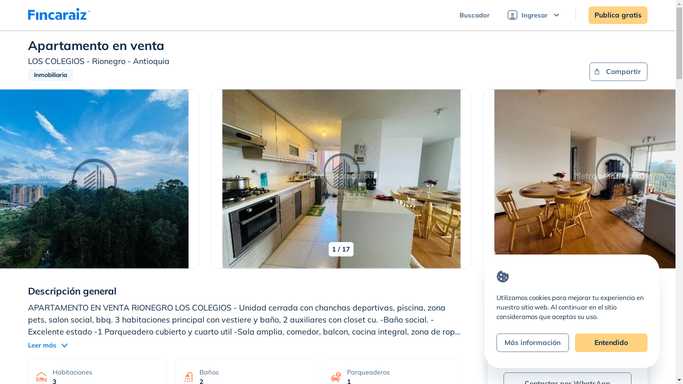 Fincaraiz
Buscador
Ingresar
Publica gratis
Apartamento en venta
LOS COLEGIOS - Rionegro - Antioquia
Inmobiliaria
Compartir
1 / 17
Descripción general
APARTAMENTO EN VENTA RIONEGRO LOS COLEGIOS - Unidad cerrada con chanchas deportivas, piscina, zona
pets, salon social, bbq. 3 habitaciones principal con vestiere y baño, 2 auxiliares con closet cu. -Baño social. -
Excelente estado -1 Parqueadero cubierto y cuarto util -Sala amplia, comedor, balcon, cocina integral, zona de rop...
Leer más
Habitaciones
3
Baños
2
Parqueaderos
1
Utilizamos cookies para mejorar tu experiencia en
nuestro sitio web. Al continuar en el sitio
consideramos que aceptas su uso.
Más información
Entendido
Contactar por WhatsApp